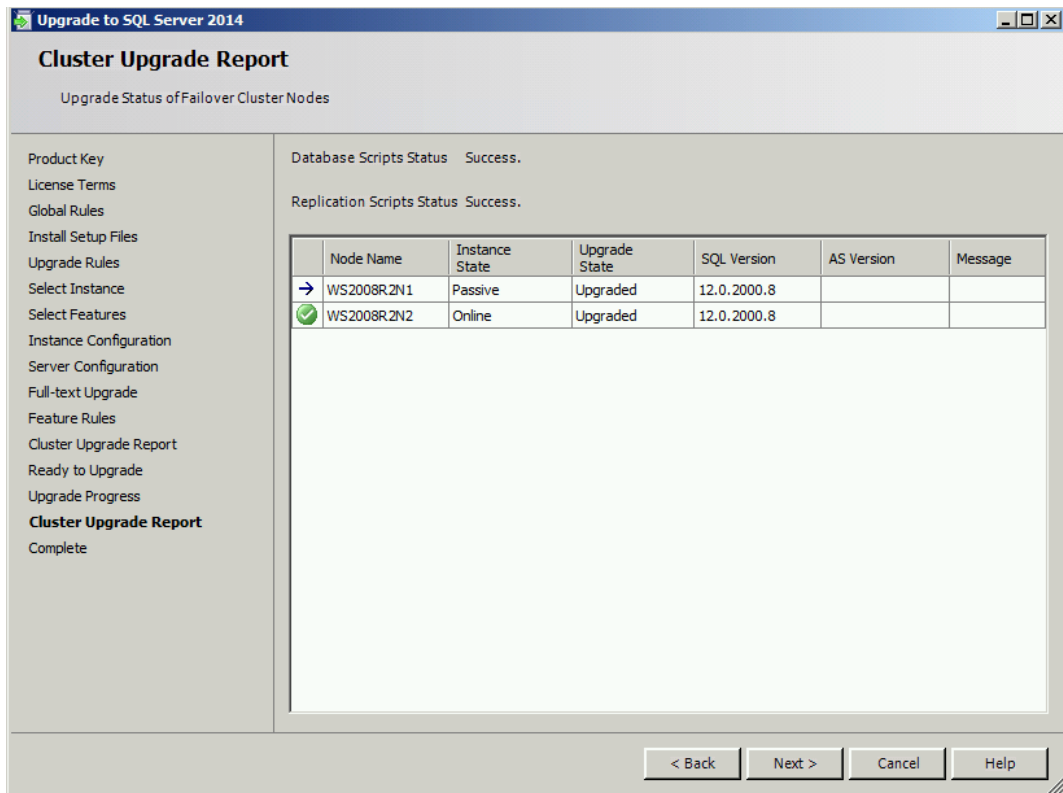 Upgrade to SQL Server 2014
Cluster Upgrade Report
Upgrade Status of Failover Cluster Nodes
Product Key
License Terms
Global Rules
Install Setup Files
Upgrade Rules
Select Instance
Select Features
Instance Configuration
Server Configuration
Full-text Upgrade
Feature Rules
Cluster Upgrade Report
Ready to Upgrade
Upgrade Progress
Cluster Upgrade Report
Complete
Database Scripts Status Success.
Replication Scripts Status Success.
Node Name Instance State Upgrade State SQL Version AS Version Message
WS2008R2N1 Passive Upgraded 12.0.2000.8
WS2008R2N2 Online Upgraded 12.0.2000.8
< Back Next > Cancel Help